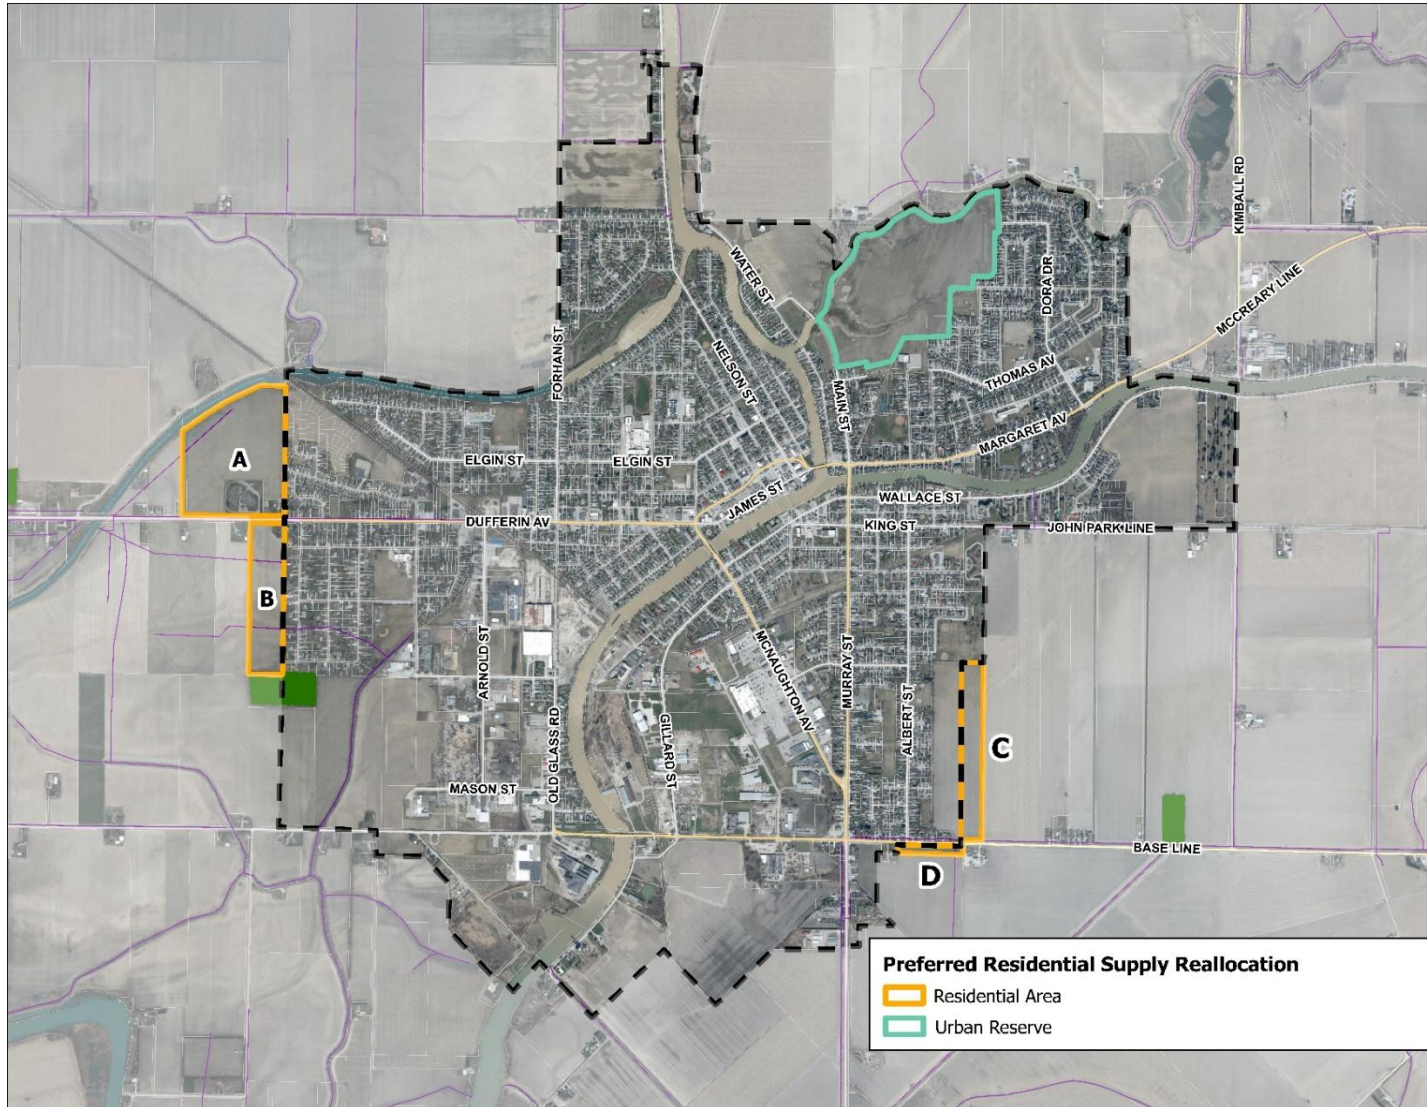 KIMBALL RD
WATER ST
DORA DR
MCCREARY LINE
FORHAN ST
NELSON ST
THOMAS AV
MAIN ST
MARGARET AV
A
ELGIN ST
ELGIN ST
JAMES ST
WALLACE ST
DUFFERIN AV
KING ST
JOHN PARK LINE
B
ARNOLD ST
MCNAUGHTON AV
MURRAY ST
ALBERT ST
OLD GLASS RD
GILLARD ST
C
MASON ST
BASE LINE
D
Preferred Residential Supply Reallocation
Residential Area
Urban Reserve